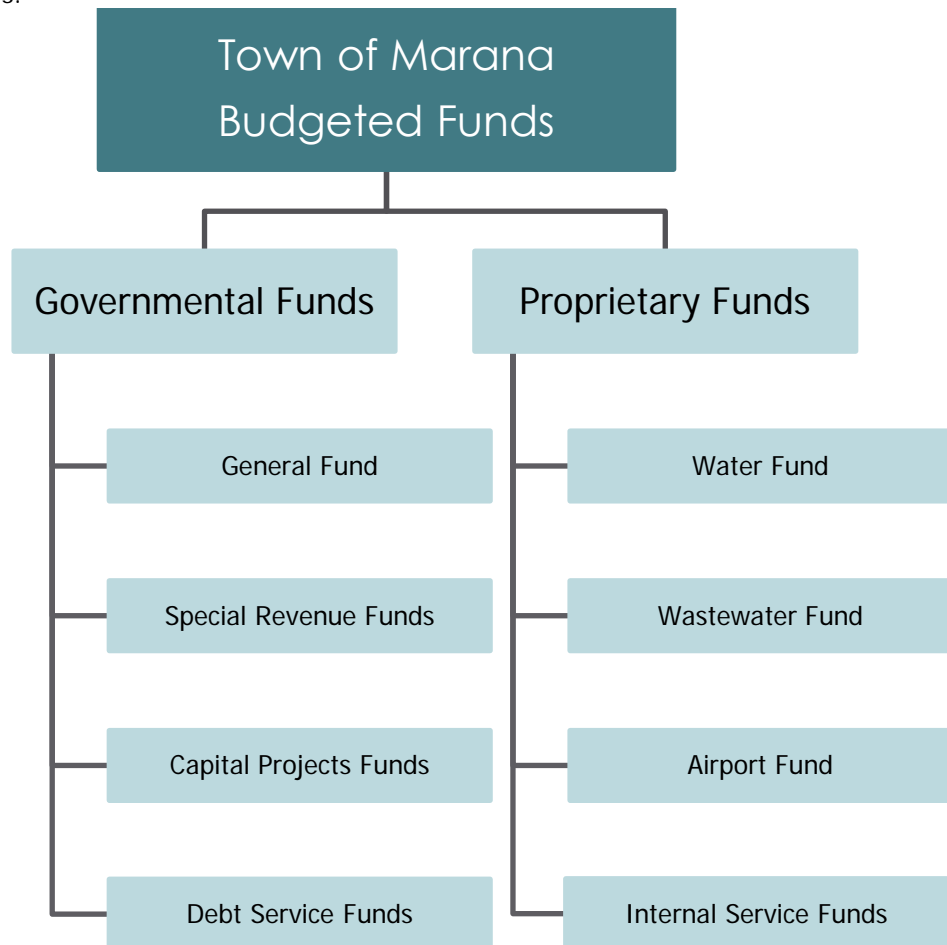 Town of Marana
Budgeted Funds
Governmental Funds
Proprietary Funds
General Fund
Water Fund
Special Revenue Funds
Wastewater Fund
Capital Projects Funds
Airport Fund
Debt Service Funds
Internal Service Funds